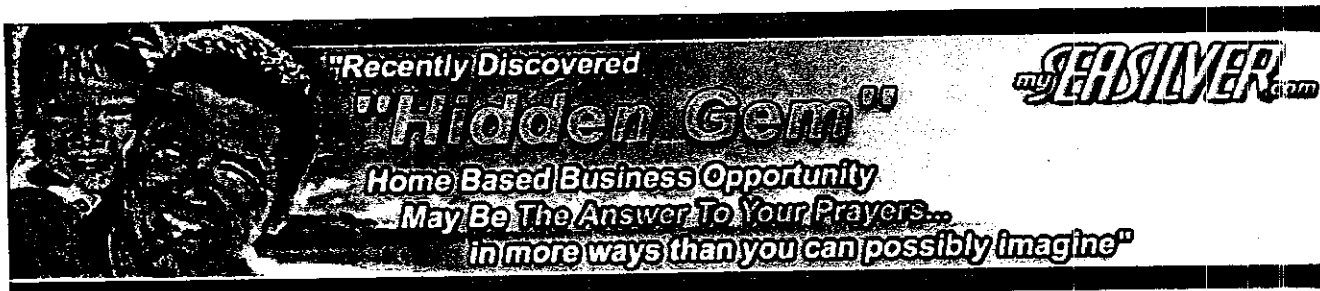 "Recently Discovered
"Hidden Gem"
Home Based Business Opportunity
May Be The Answer To Your Prayers...
in more ways than you can possibly imagine"
mySEASILVER.com